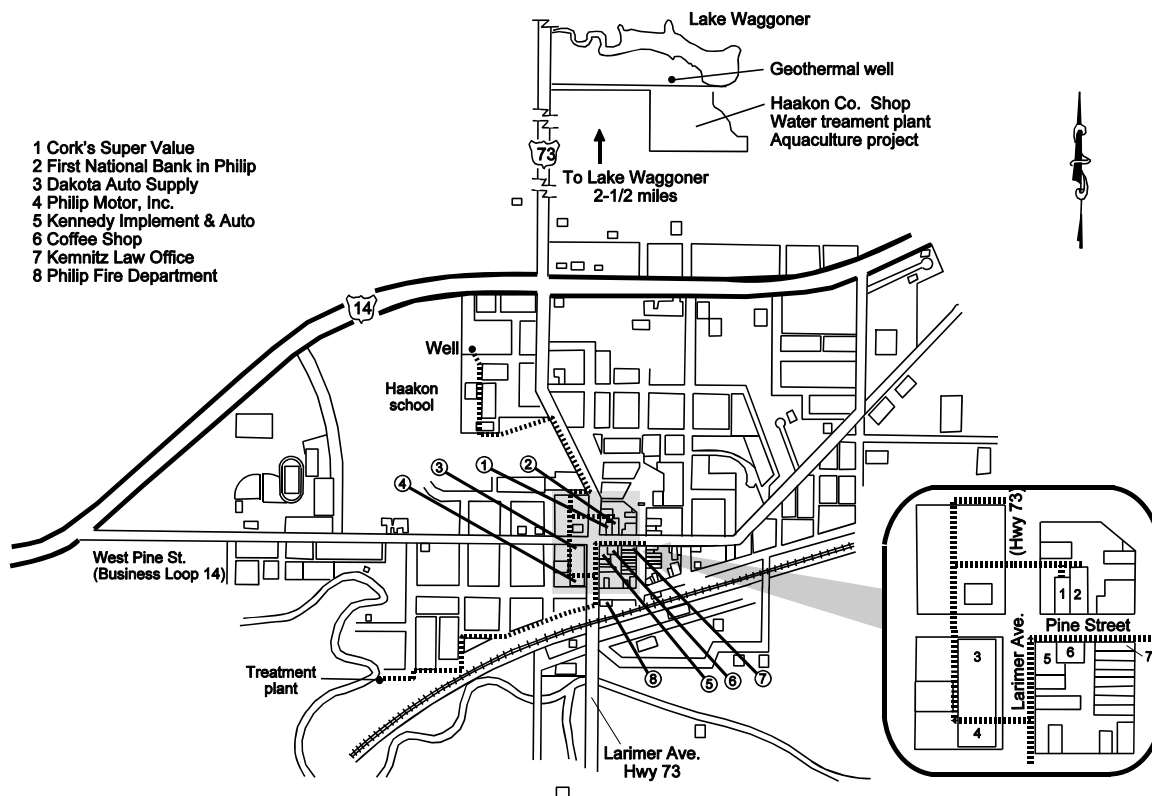 Lake Waggoner
Geothermal well
Haakon Co. Shop
Water treament plant
Aquaculture project
1 Cork's Super Value
2 First National Bank in Philip
3 Dakota Auto Supply
4 Philip Motor, Inc.
5 Kennedy Implement & Auto
6 Coffee Shop
7 Kemnitz Law Office
8 Philip Fire Department
73
To Lake Waggoner
2-1/2 miles
14
Well
Haakon
school
1
2
3
4
West Pine St.
(Business Loop 14)
Treatment
plant
8
5
6
7
Larimer Ave.
Hwy 73
(Hwy 73)
Larimer Ave.
1
2
Pine Street
3
5
6
7
4